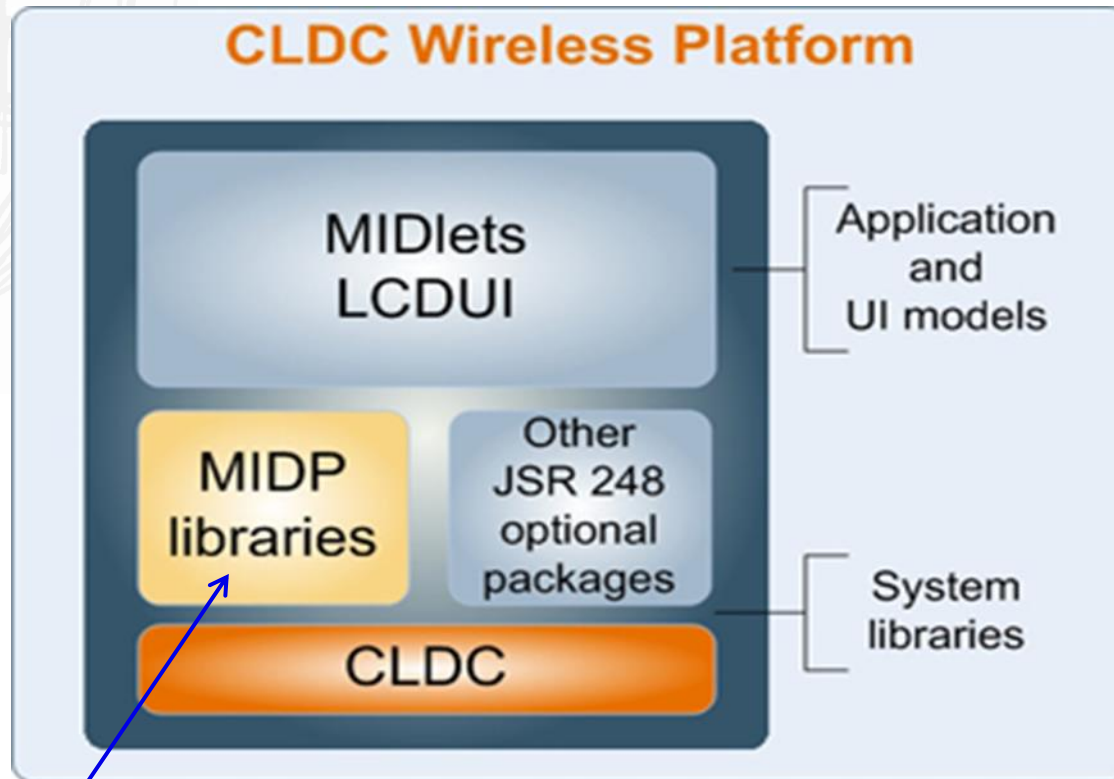 CLDC Wireless Platform
MIDlets
LCDUI
Application
and
UI models
MIDP
libraries
Other
JSR 248
optional
packages
System
libraries
CLDC